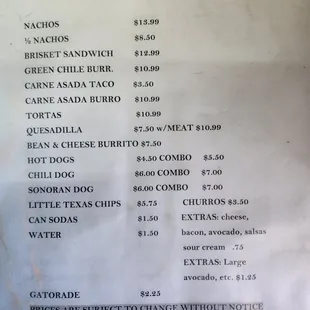 NACHOS $13.99
½ NACHOS $8.50
BRISKET SANDWICH $12.99
GREEN CHILE BURR. $10.99
CARNE ASADA TACO $3.50
CARNE ASADA BURRO $10.99
TORTAS $10.99
QUESADILLA $7.50 w/MEAT $10.99
BEAN & CHEESE BURRITO $7.50
HOT DOGS $4.50 COMBO $5.50
CHILI DOG $6.00 COMBO $7.00
SONORAN DOG $6.00 COMBO $7.00
LITTLE TEXAS CHIPS $5.75 CHURROS $3.50
CAN SODAS $1.50 EXTRAS: cheese,
WATER $1.50 bacon, avocado, salsas
sour cream .75
EXTRAS: Large
avocado, etc. $1.25
GATORADE $2.25
PRICES ARE SUBJECT TO CHANGE WITHOUT NOTICE